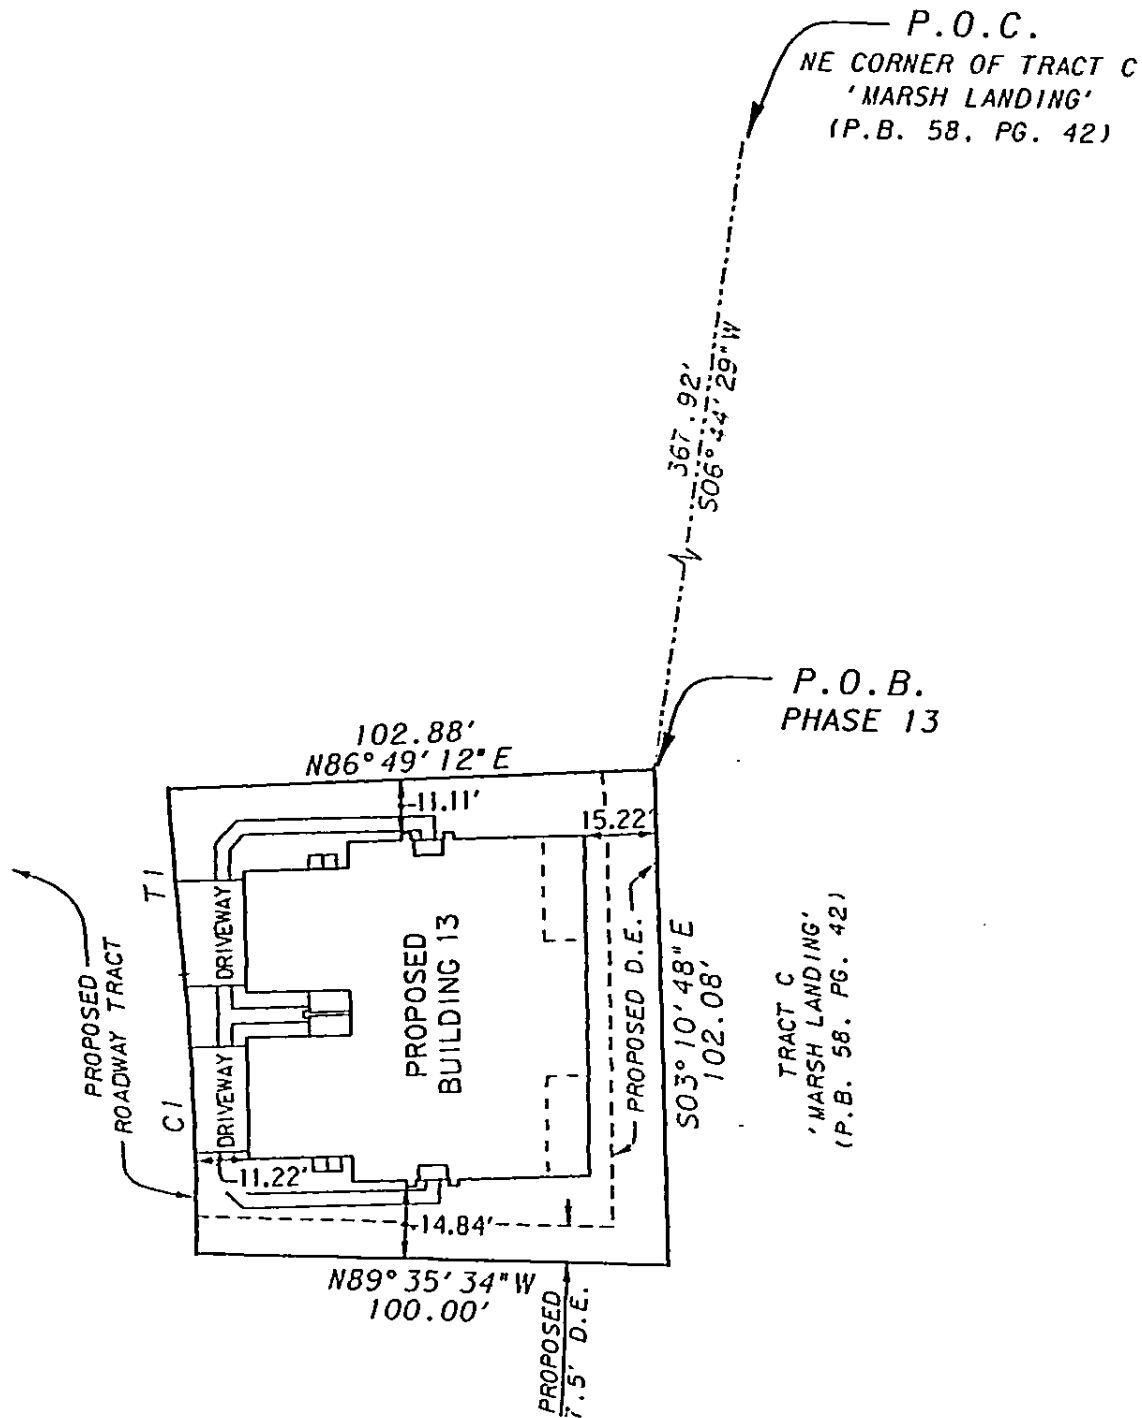 P.O.C.
NE CORNER OF TRACT C
'MARSH LANDING'
(P.B. 58, PG. 42)
367.92'
S06°44'29"W
P.O.B.
PHASE 13
102.88'
N86°49'12"E
11.11'
15.22'
T1
DRIVEWAY
PROPOSED
ROADWAY TRACT
PROPOSED
BUILDING 13
PROPOSED D.E.
S03°10'48"E
102.08'
TRACT C
'MARSH LANDING'
(P.B. 58, PG. 42)
C1
DRIVEWAY
11.22'
14.84'
N89°35'34"W
100.00'
PROPOSED
7.5' D.E.